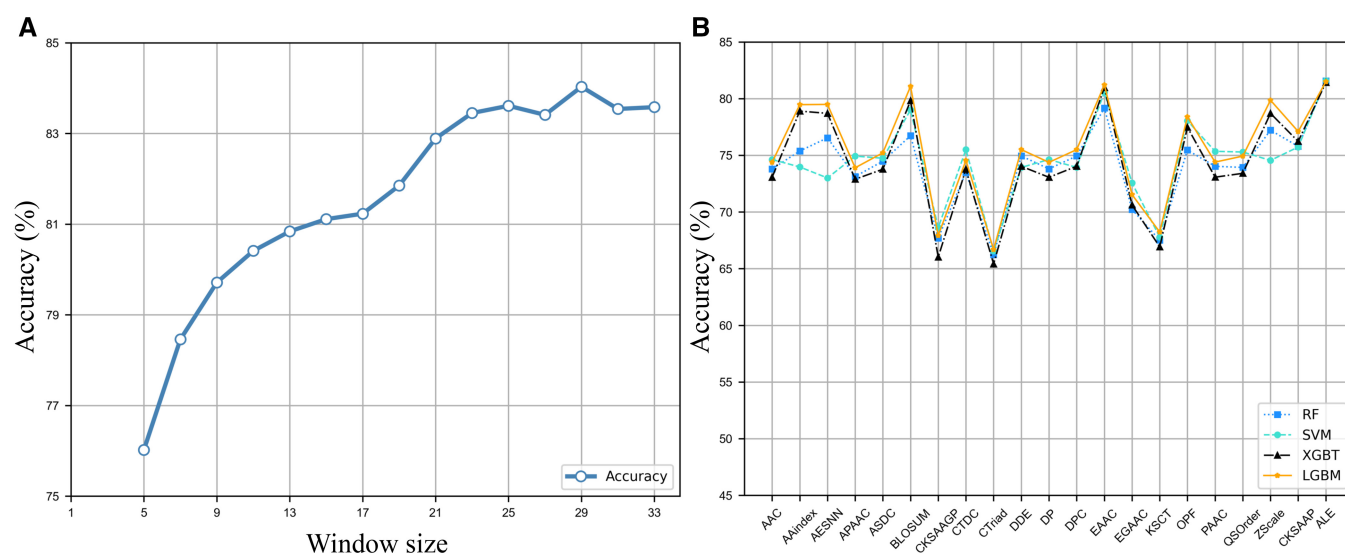 A
85
83
81
79
77
75
Accuracy (%)
1
5
9
13
17
21
25
29
33
Window size
Accuracy
B
85
80
75
70
65
60
55
50
45
Accuracy (%)
AAC
AAindex
AESNN
APAAC
ASDC
BLOSUM
CKSAAGP
CTDC
CTriad
DDE
DP
DPC
EAAC
EGAAC
KSCT
OPF
PAAC
QSOrder
ZScale
CKSAAP
ALE
RF
SVM
XGBT
LGBM